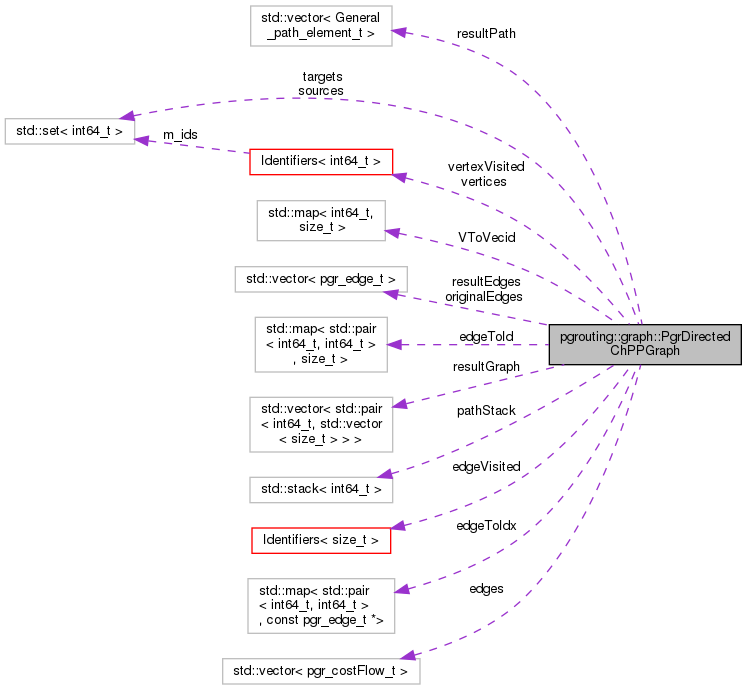 std::vector< General
_path_element_t >
resultPath
targets
sources
std::set< int64_t >
m_ids
Identifiers< int64_t >
vertexVisited
vertices
std::map< int64_t,
size_t >
VToVecid
std::vector< pgr_edge_t >
resultEdges
originalEdges
std::map< std::pair
< int64_t, int64_t >
, size_t >
edgeToId
pgrouting::graph::PgrDirected
ChPPGraph
resultGraph
std::vector< std::pair
< int64_t, std::vector
< size_t > > >
pathStack
std::stack< int64_t >
edgeVisited
Identifiers< size_t >
edgeToIdx
std::map< std::pair
< int64_t, int64_t >
, const pgr_edge_t *>
edges
std::vector< pgr_costFlow_t >